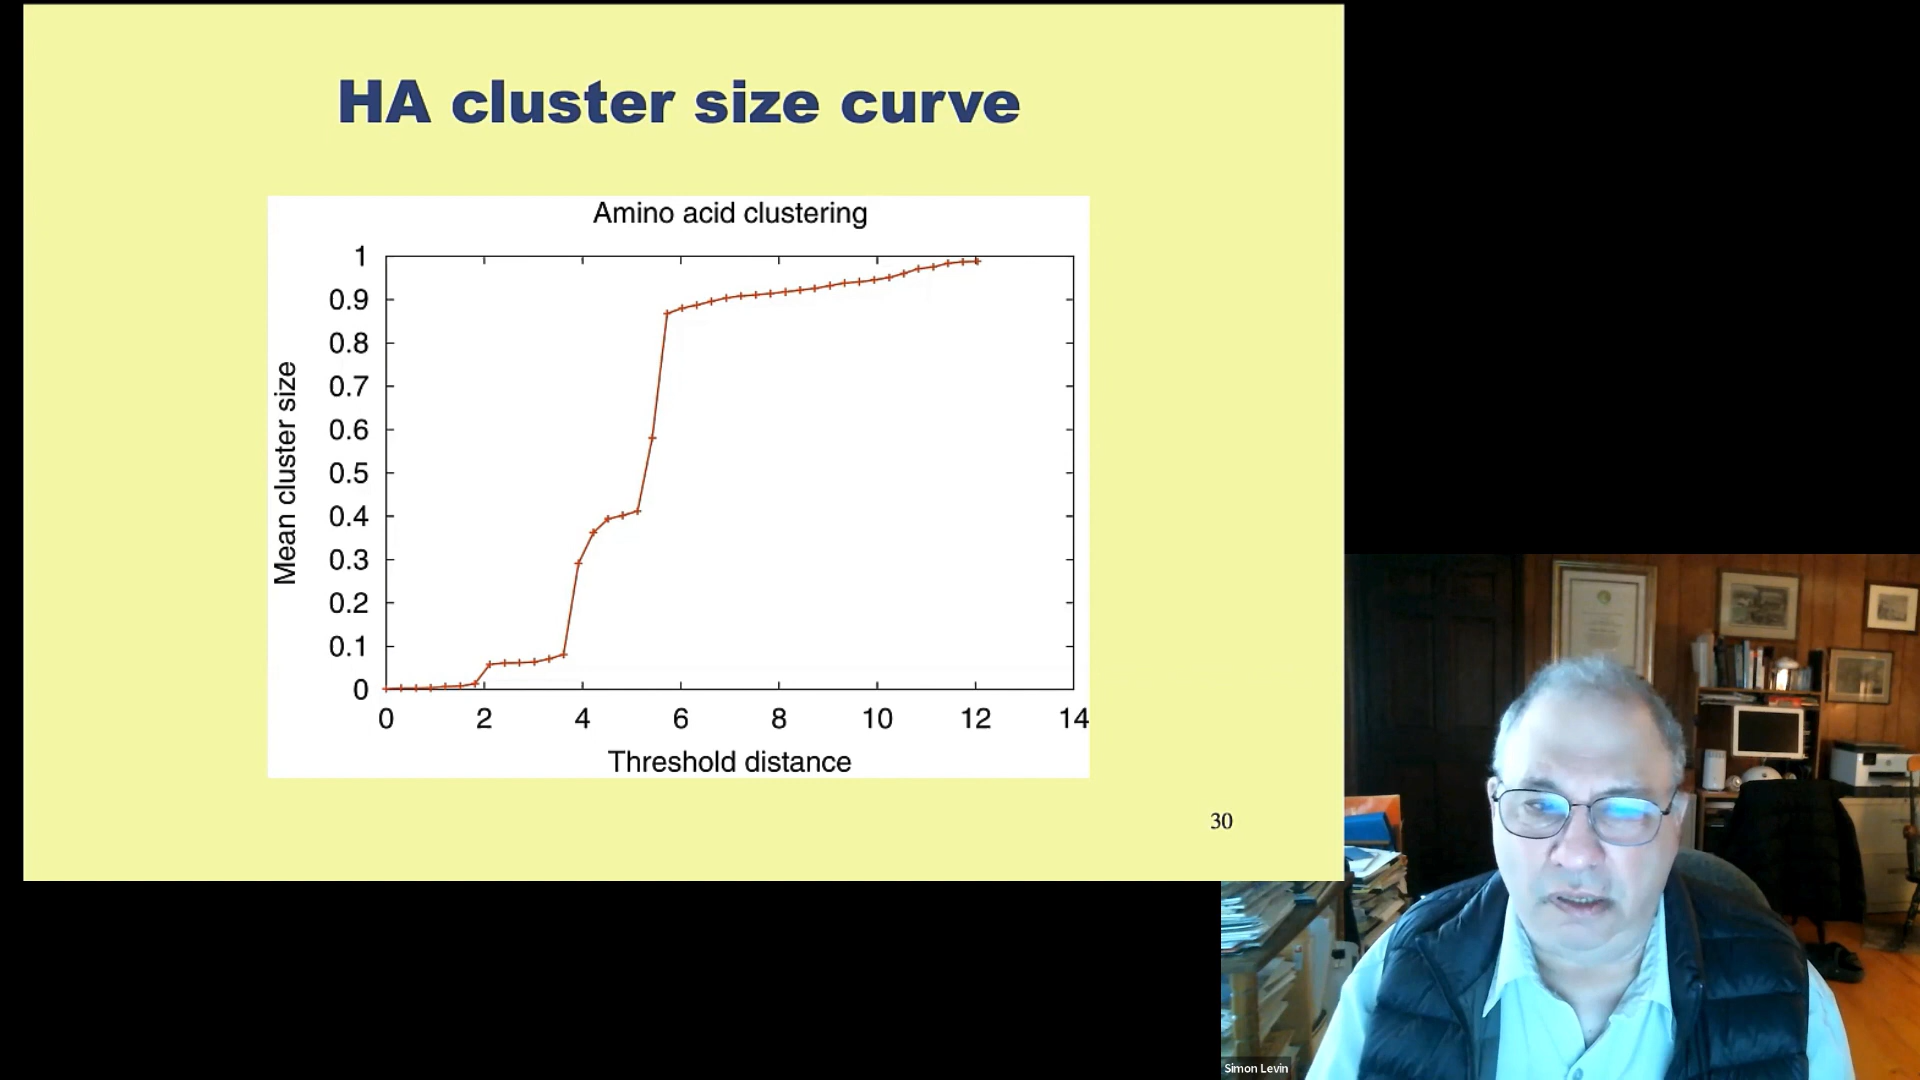 HA cluster size curve
Amino acid clustering
1
0.9
0.8
0.7
0.6
0.5
0.4
0.3
0.2
0.1
0
Mean cluster size
0 2 4 6 8 10 12 14
Threshold distance
30
Simon Levin